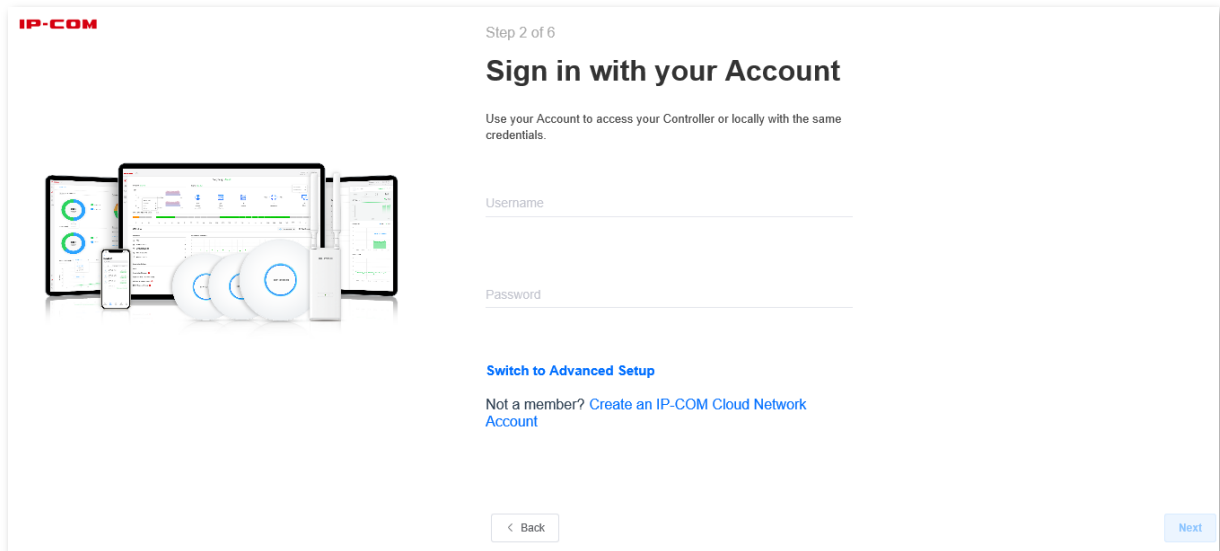 IP-COM
Step 2 of 6
Sign in with your Account
Use your Account to access your Controller or locally with the same
credentials.
Username
Password
Switch to Advanced Setup
Not a member? Create an IP-COM Cloud Network
Account
Back
Next